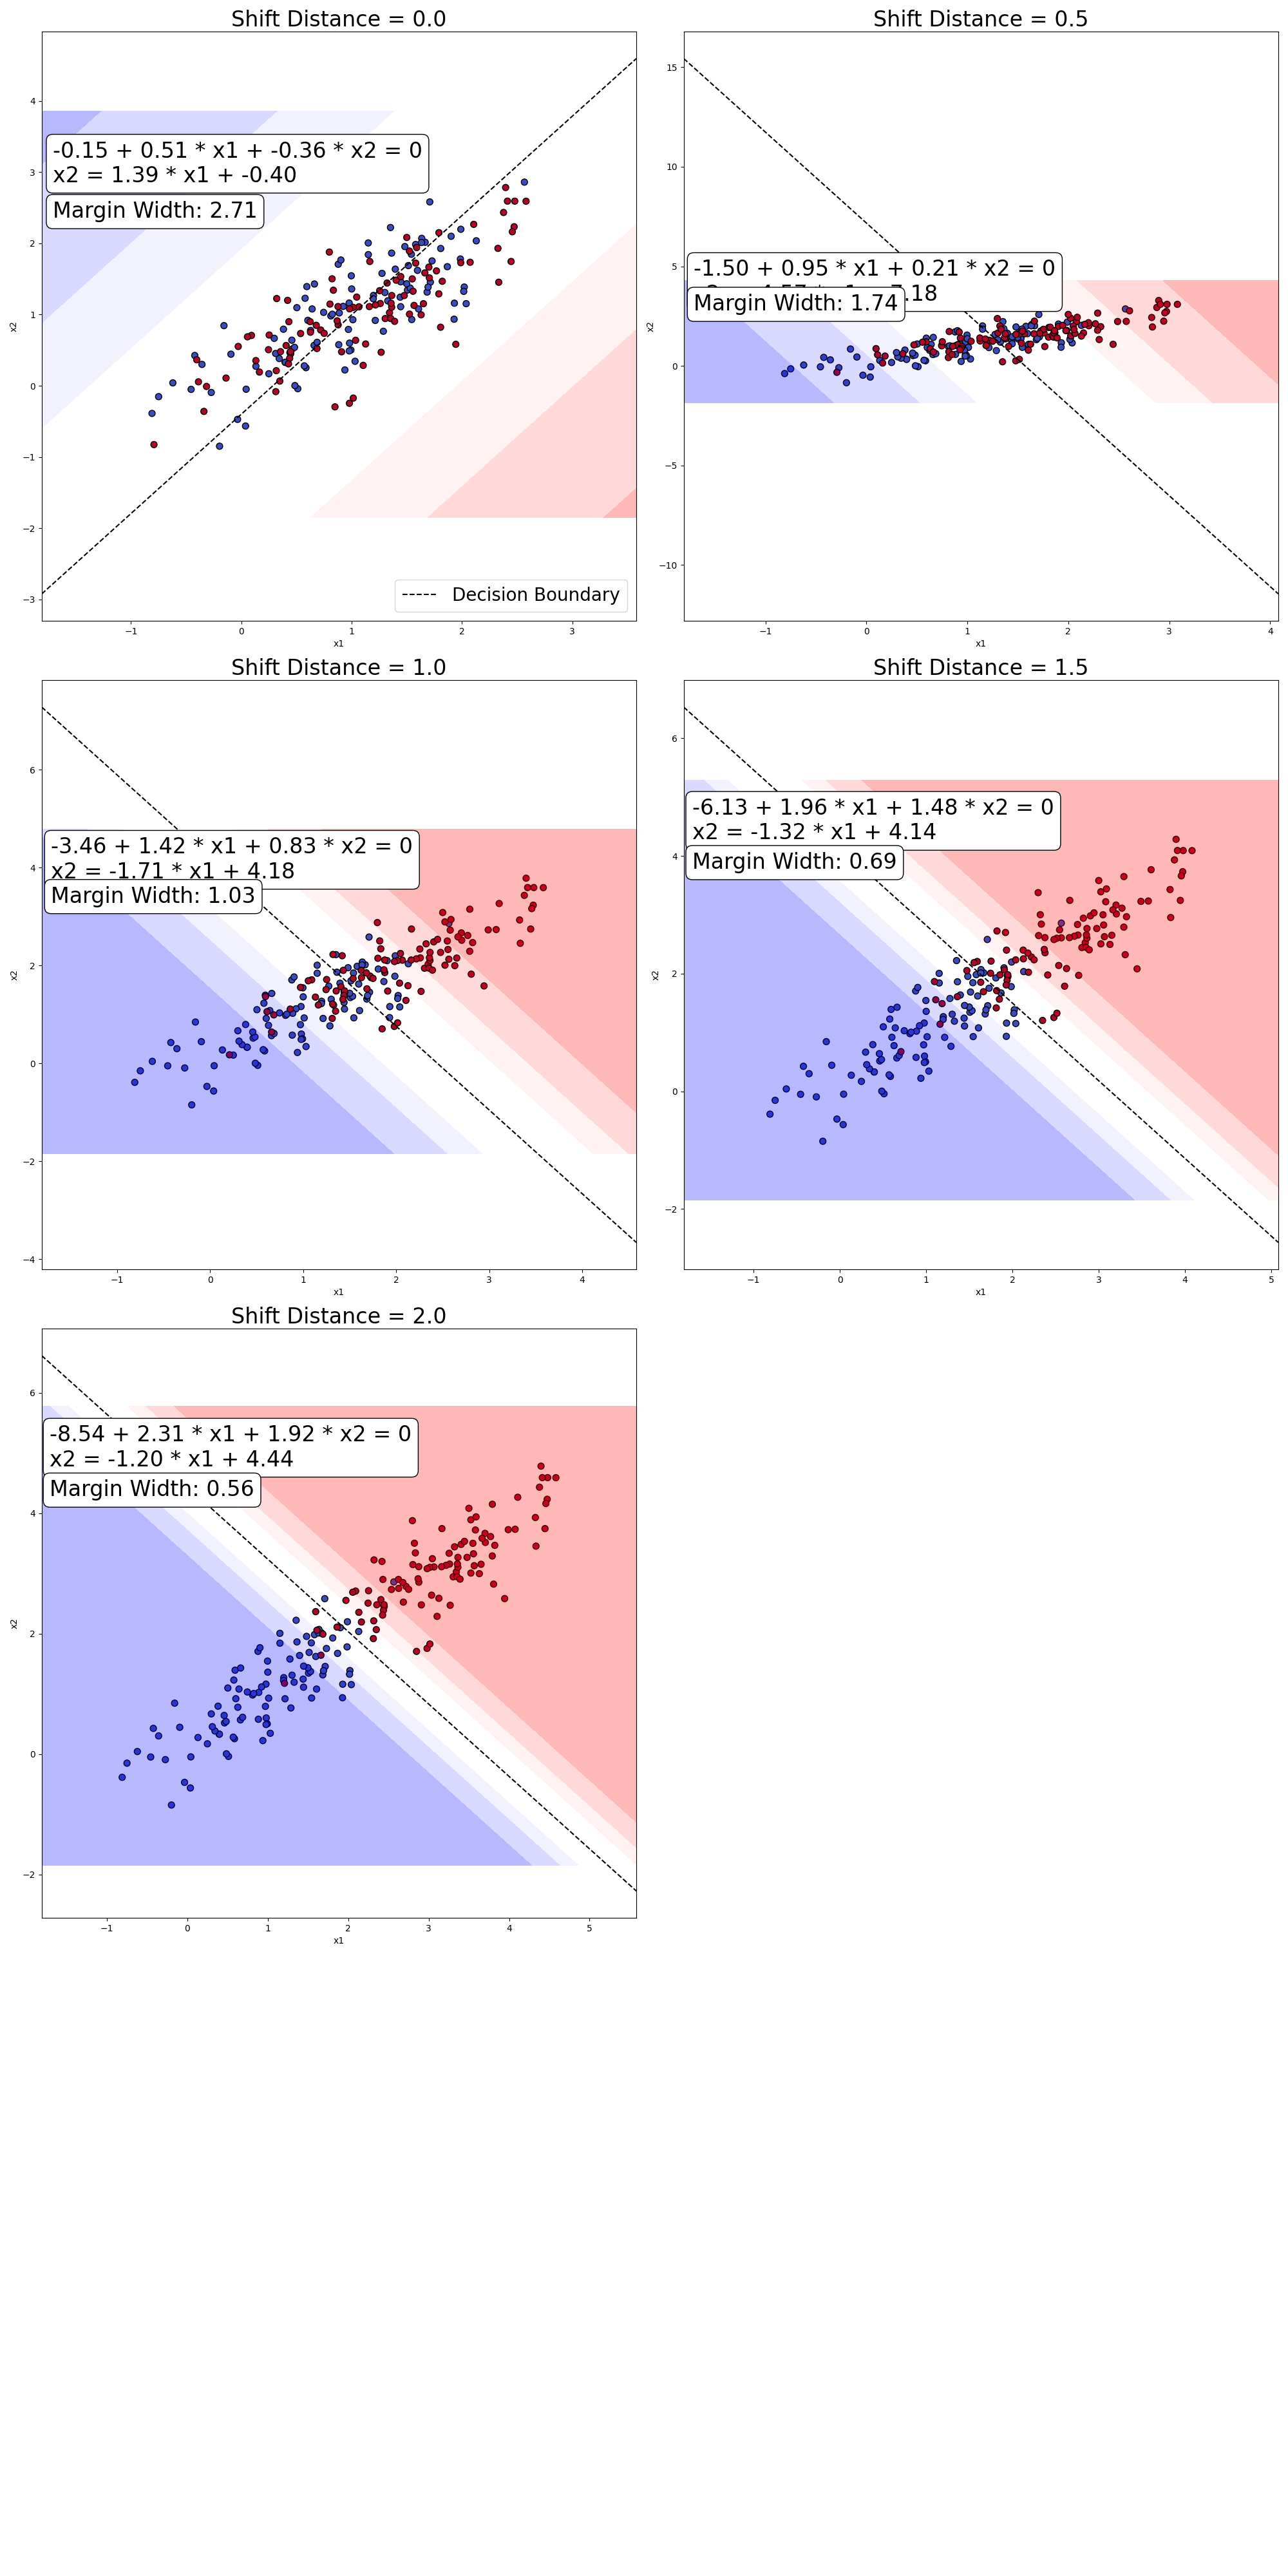 Shift Distance = 0.0
4
3
2
1
0
−1
−2
−3
x2
-0.15 + 0.51 * x1 + -0.36 * x2 = 0
x2 = 1.39 * x1 + -0.40
Margin Width: 2.71
Decision Boundary
−1 0 1 2 3
x1
Shift Distance = 0.5
15
10
5
0
−5
−10
x2
-1.50 + 0.95 * x1 + 0.21 * x2 = 0
Margin Width: 1.74
−1 0 1 2 3 4
x1
Shift Distance = 1.0
6
4
2
0
−2
−4
x2
-3.46 + 1.42 * x1 + 0.83 * x2 = 0
x2 = -1.71 * x1 + 4.18
Margin Width: 1.03
−1 0 1 2 3 4
x1
Shift Distance = 1.5
6
4
2
0
−2
x2
-6.13 + 1.96 * x1 + 1.48 * x2 = 0
x2 = -1.32 * x1 + 4.14
Margin Width: 0.69
−1 0 1 2 3 4 5
x1
Shift Distance = 2.0
6
4
2
0
−2
x2
-8.54 + 2.31 * x1 + 1.92 * x2 = 0
x2 = -1.20 * x1 + 4.44
Margin Width: 0.56
−1 0 1 2 3 4 5
x1